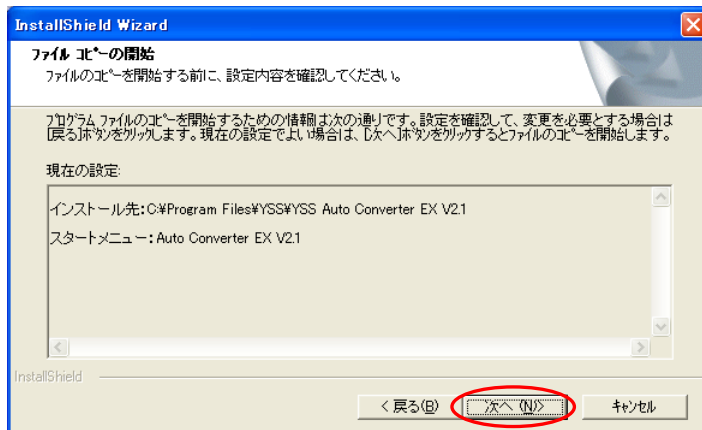 InstallShield Wizard
ファイル コピーの開始
ファイルのコピーを開始する前に、設定内容を確認してください。
プログラム ファイルのコピーを開始するための情報は次の通りです。設定を確認して、変更を必要とする場合は
[戻る]ボタンをクリックします。現在の設定でよい場合は、[次へ]ボタンをクリックするとファイルのコピーを開始します。
現在の設定:
インストール先:C:¥Program Files¥YSS¥YSS Auto Converter EX V2.1
スタートメニュー:Auto Converter EX V2.1
InstallShield
< 戻る(B)
次へ (N)>
キャンセル